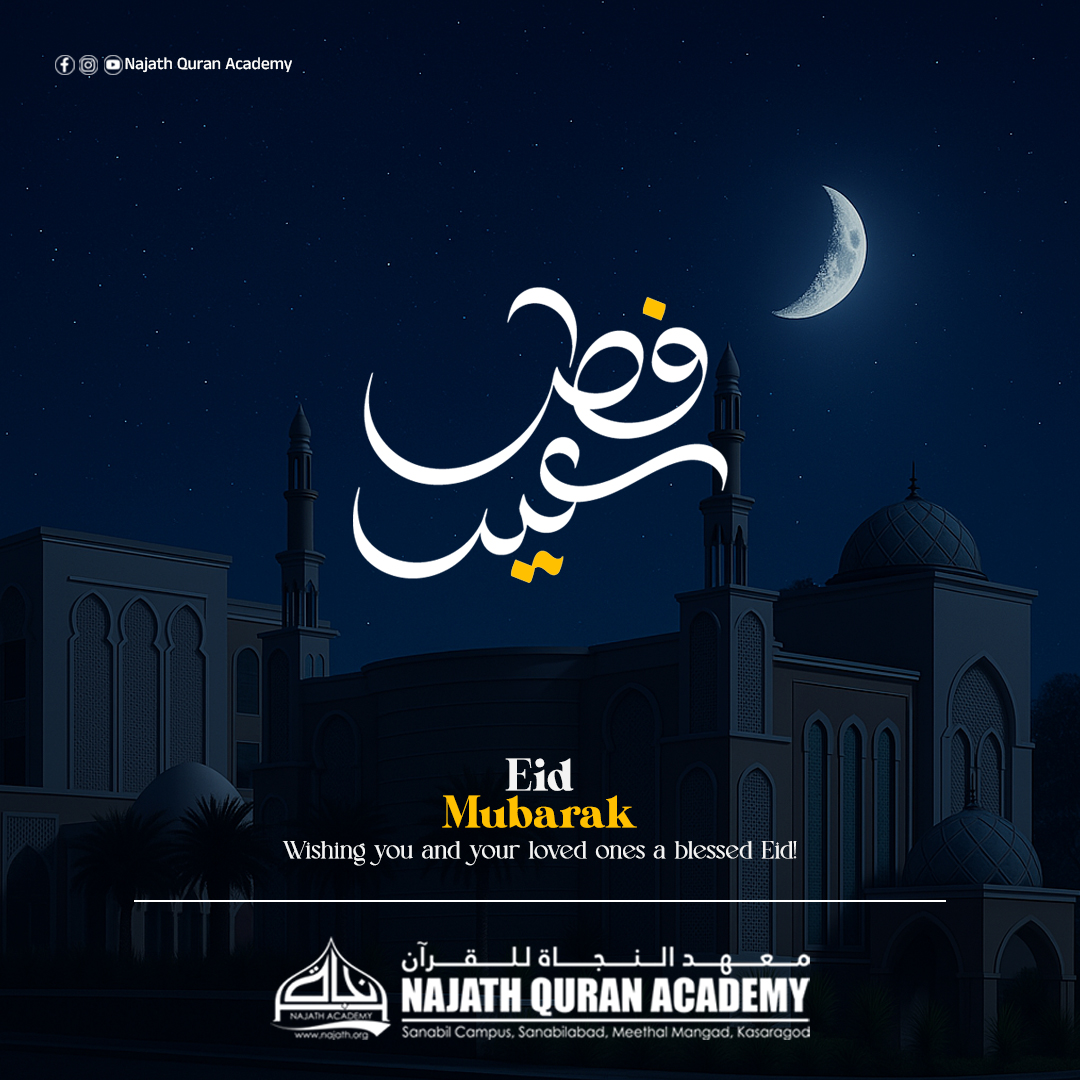 Najath Quran Academy
فطر
عيد
Eid
Mubarak
Wishing you and your loved ones a blessed Eid!
معهد النجاة للقرآن
NAJATH QURAN ACADEMY
Sanabil Campus, Sanabilabad, Meethal Mangad, Kasaragod
NAJATH ACADEMY
www.najath.org